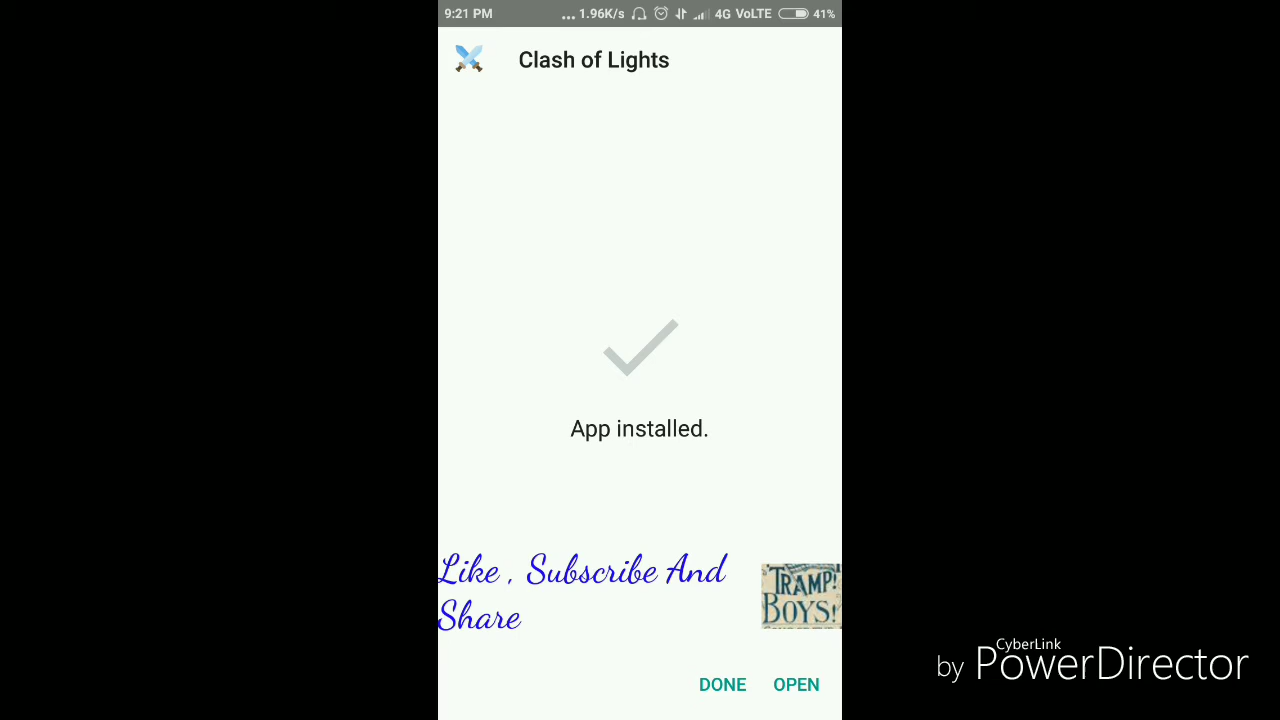 9:21 PM ... 1.96K/s 4G VoLTE 41%
Clash of Lights
App installed.
Like , Subscribe And
Share
TRAMP!
BOYS!
DONE OPEN
CyberLink
by PowerDirector